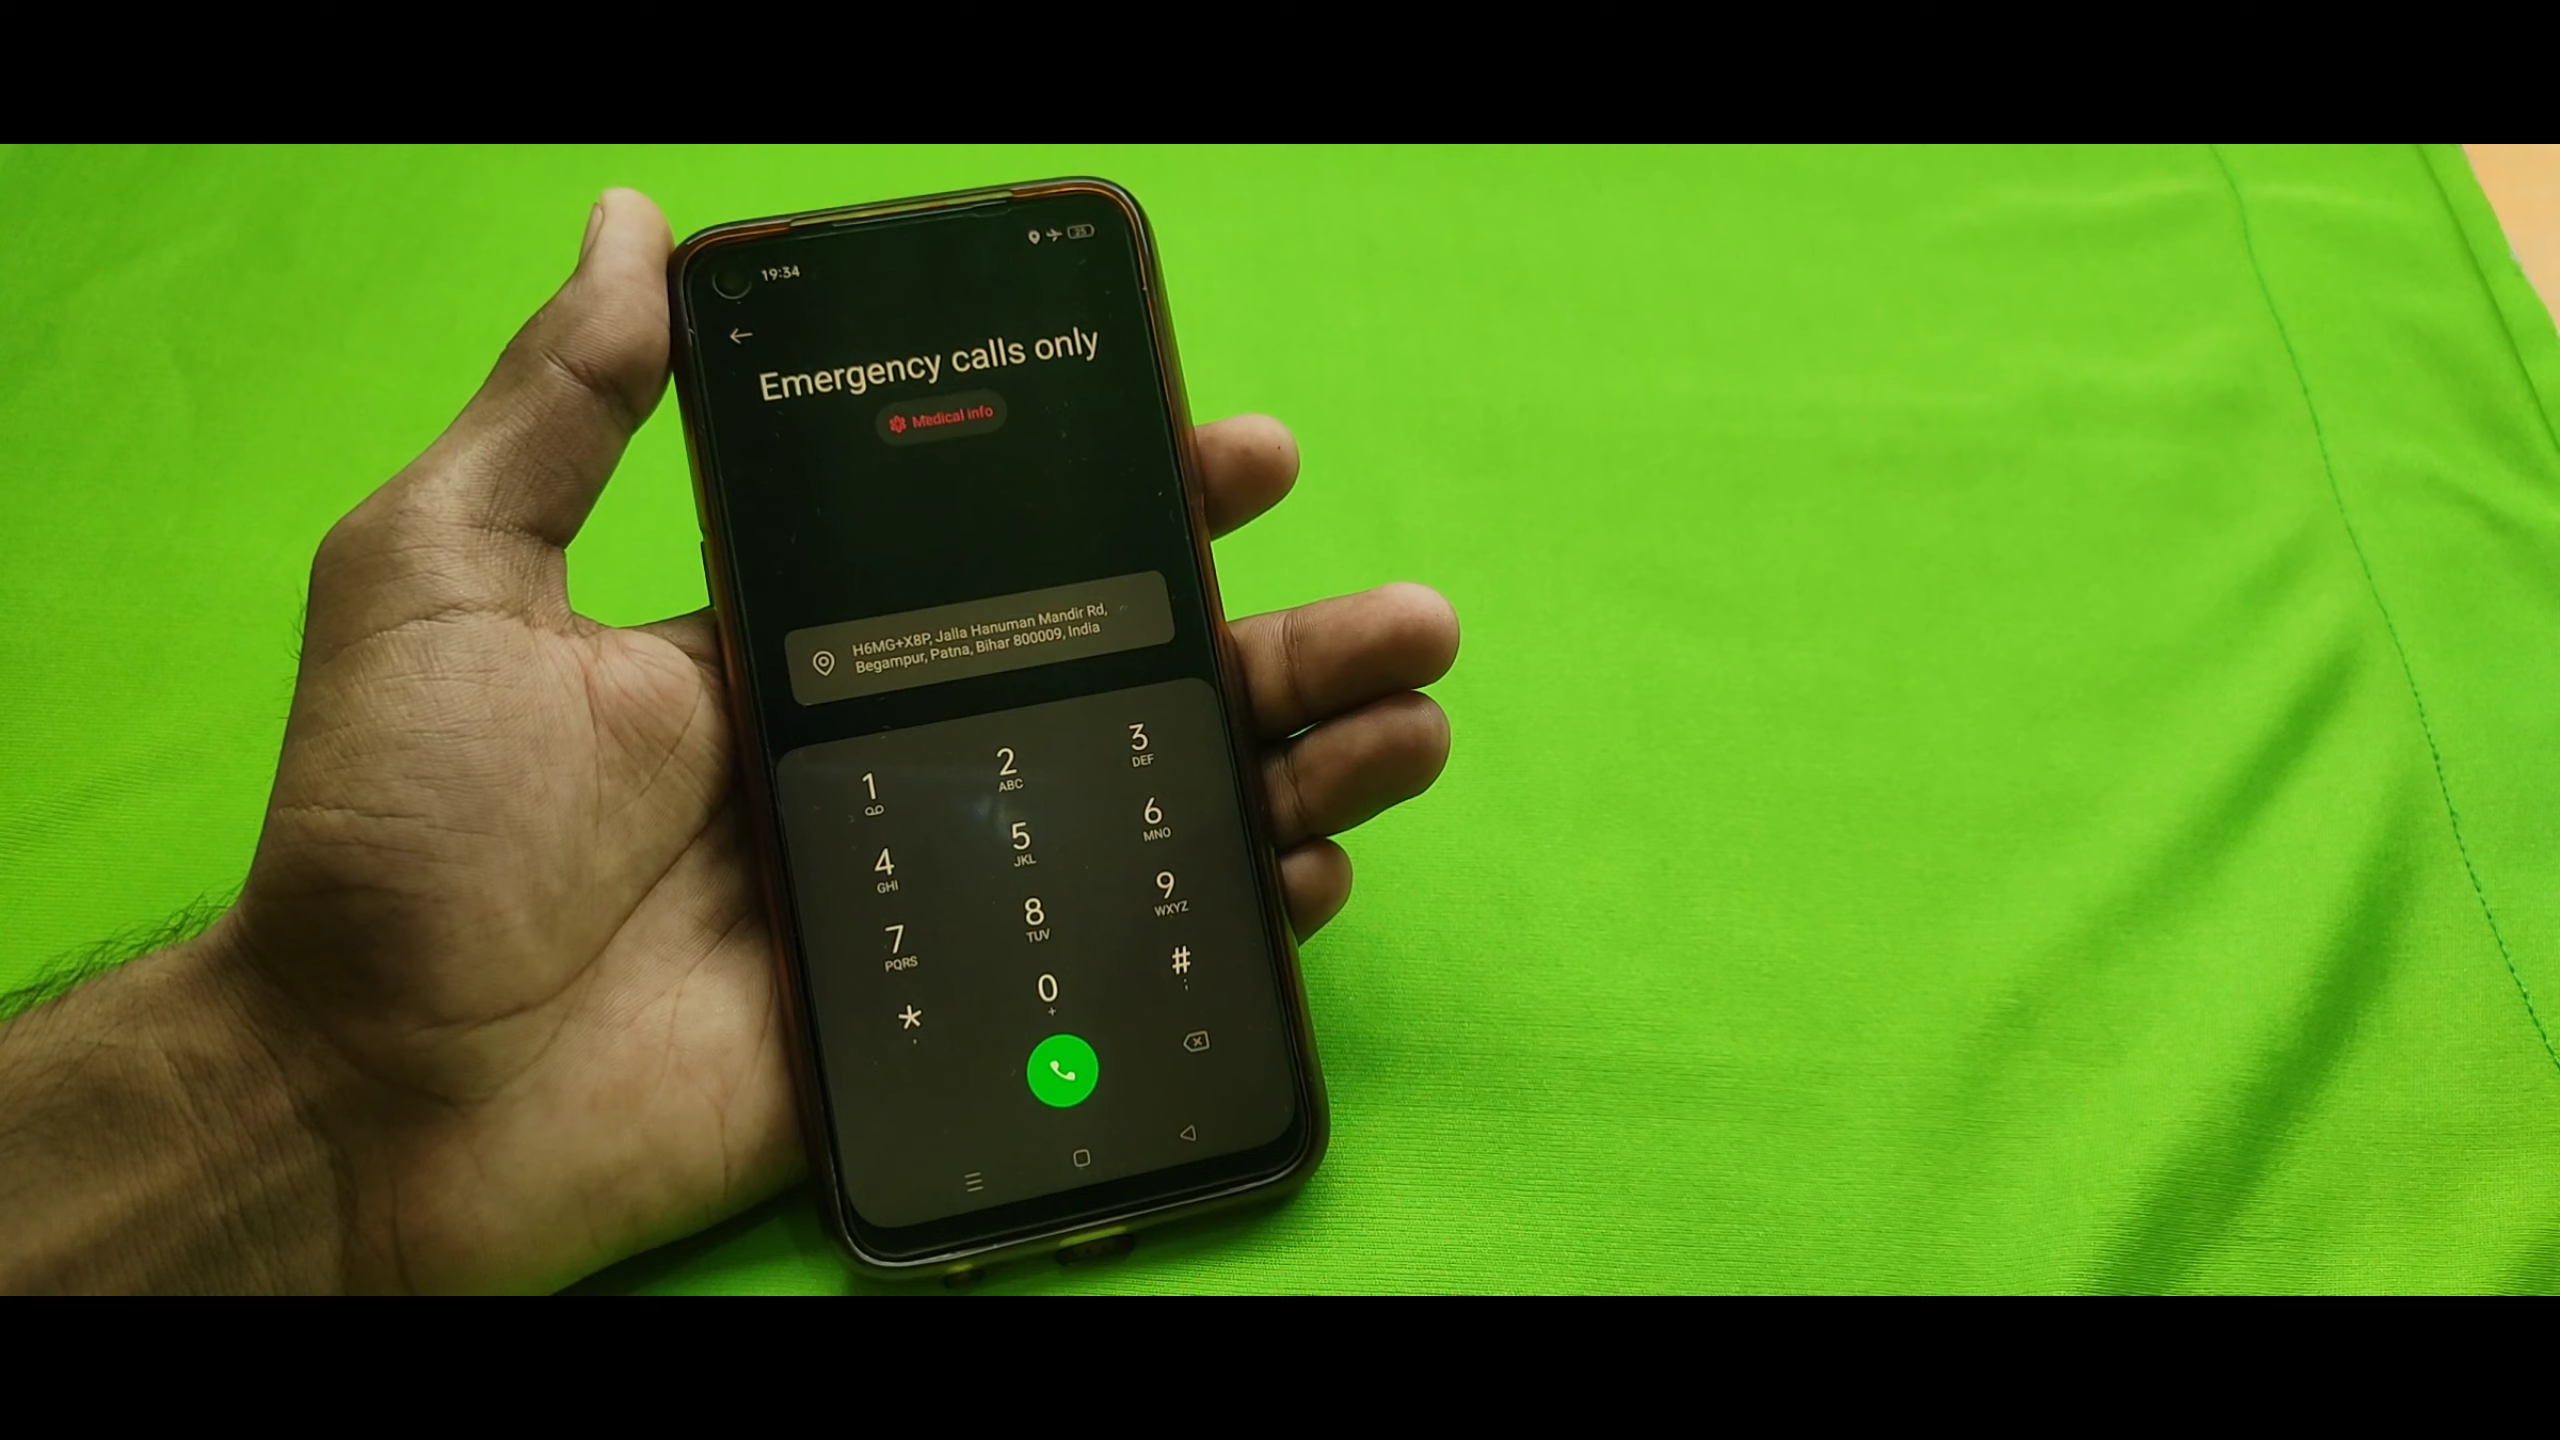 19:34
25
Emergency calls only
Medical info
H6MG+X8P, Jalla Hanuman Mandir Rd,
Begampur, Patna, Bihar 800009, India
1 2 ABC 3 DEF
4 GHI 5 JKL 6 MNO
7 PQRS 8 TUV 9 WXYZ
* , 0 + # ;